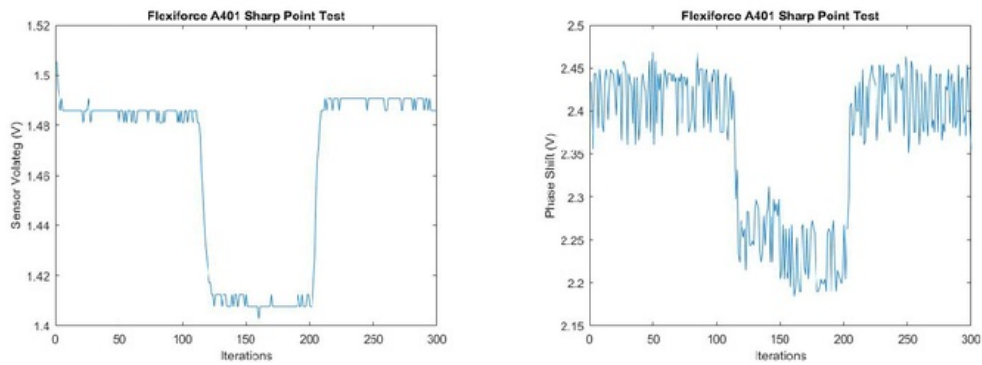 Flexiforce A401 Sharp Point Test
1.52
1.5
1.48
1.46
1.44
1.42
1.4
Sensor Volateg (V)
0 50 100 150 200 250 300
Iterations
Flexiforce A401 Sharp Point Test
2.5
2.45
2.4
2.35
2.3
2.25
2.2
2.15
Phase Shift (V)
0 50 100 150 200 250 300
Iterations